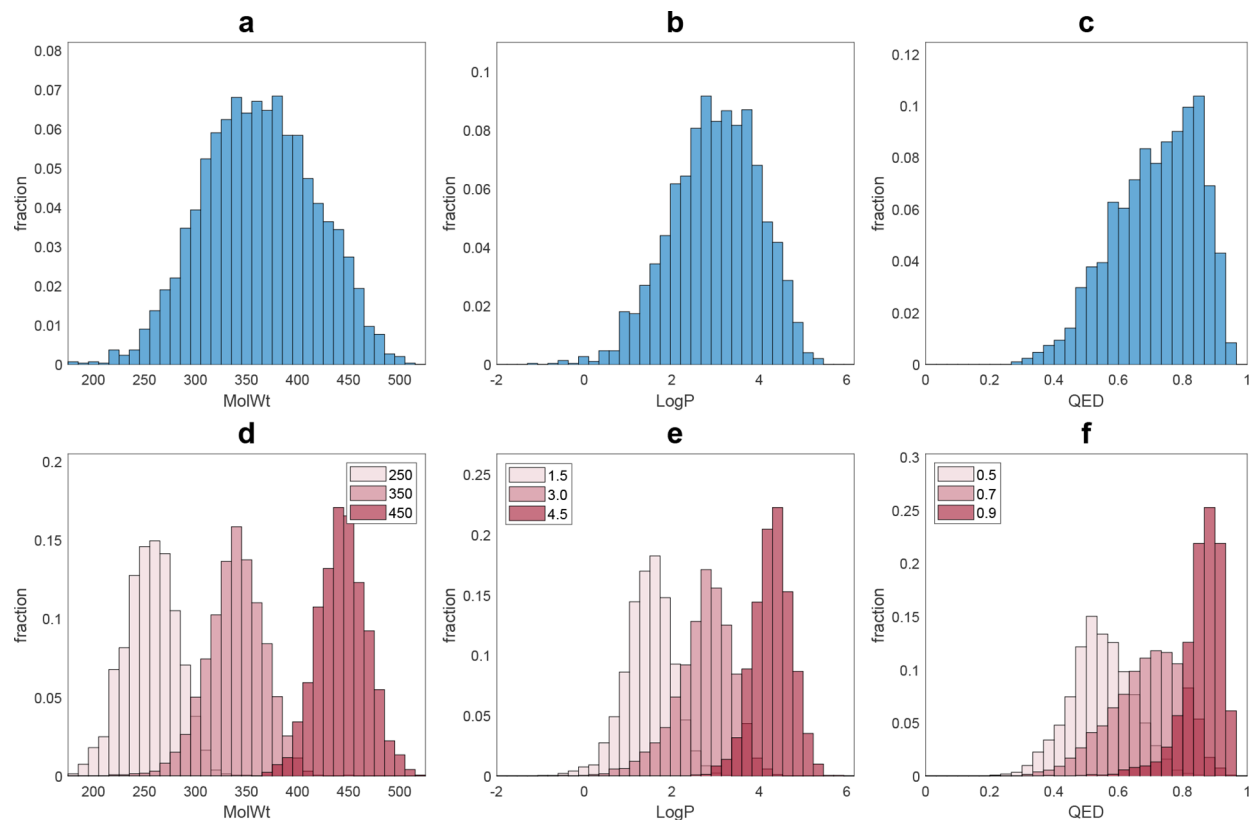 a
0.08
0.07
0.06
0.05
0.04
0.03
0.02
0.01
0
fraction
200 250 300 350 400 450 500
MolWt
b
0.1
0.08
0.06
0.04
0.02
0
fraction
-2 0 2 4 6
LogP
c
0.12
0.1
0.08
0.06
0.04
0.02
0
fraction
0 0.2 0.4 0.6 0.8 1
QED
d
0.2
0.15
0.1
0.05
0
fraction
250
350
450
200 250 300 350 400 450 500
MolWt
e
0.25
0.2
0.15
0.1
0.05
0
fraction
1.5
3.0
4.5
-2 0 2 4 6
LogP
f
0.3
0.25
0.2
0.15
0.1
0.05
0
fraction
0.5
0.7
0.9
0 0.2 0.4 0.6 0.8 1
QED